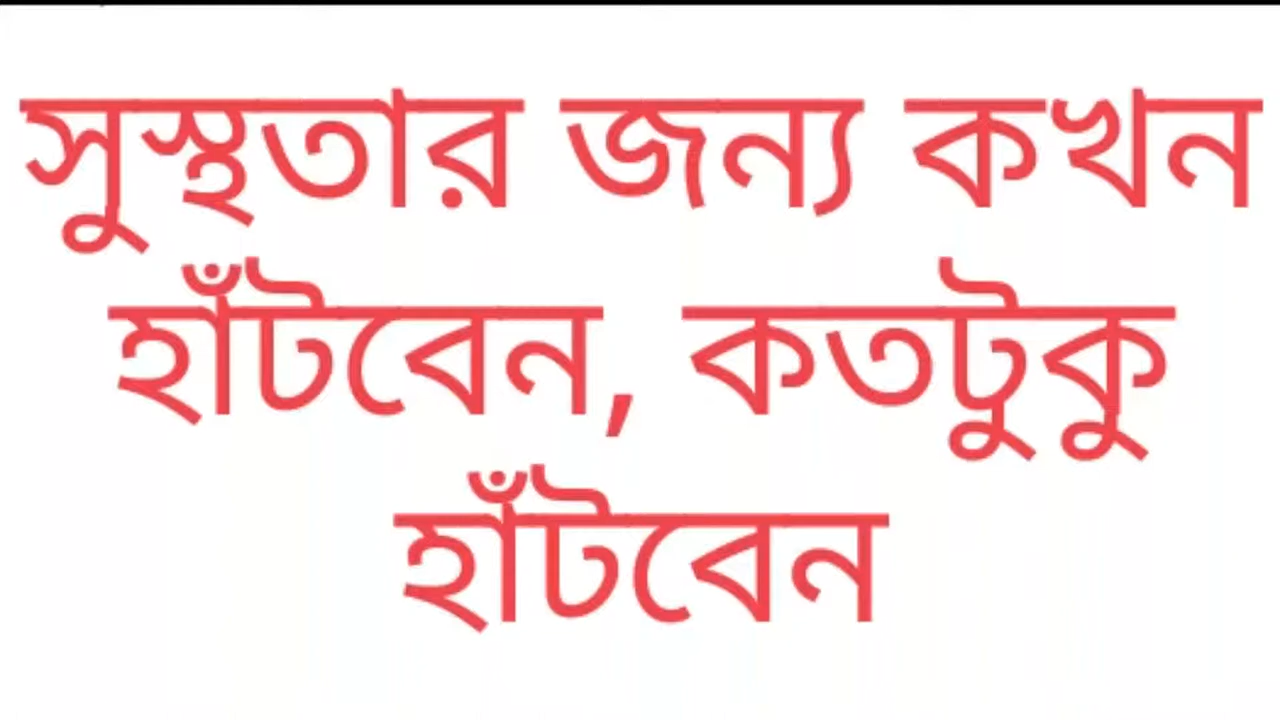 সুস্থতার জন্য কখন
হাঁটবেন, কতটুকু
হাঁটবেন